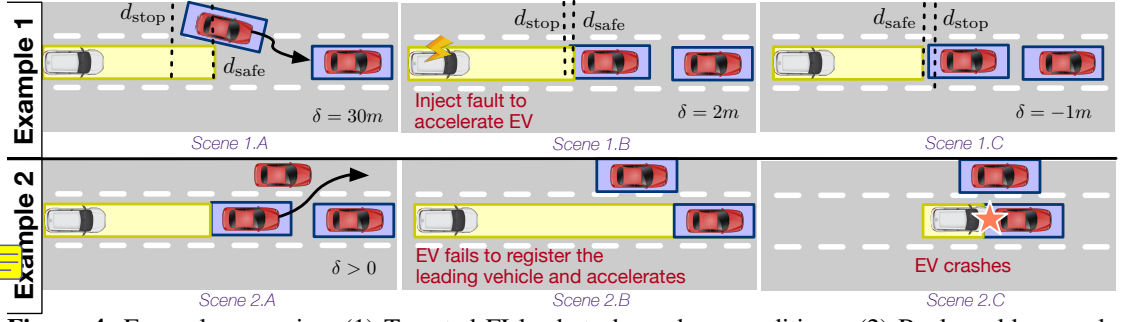 Example 1
d_stop
d_safe
δ = 30m
Scene 1.A
d_stop
d_safe
Inject fault to
accelerate EV
δ = 2m
Scene 1.B
d_safe
d_stop
δ = −1m
Scene 1.C
Example 2
δ > 0
Scene 2.A
EV fails to register the
leading vehicle and accelerates
Scene 2.B
EV crashes
Scene 2.C